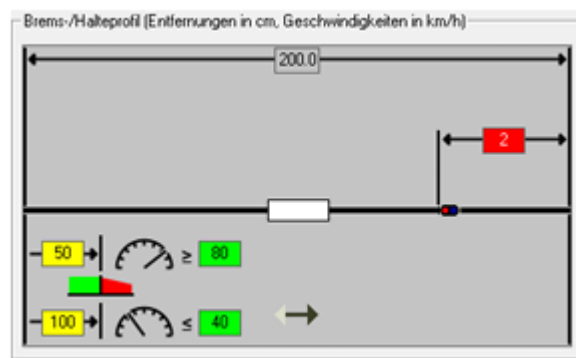 Brems-/Halteprofil (Entfernungen in cm, Geschwindigkeiten in km/h)
200.0
2
50 ≥ 80
100 ≤ 40